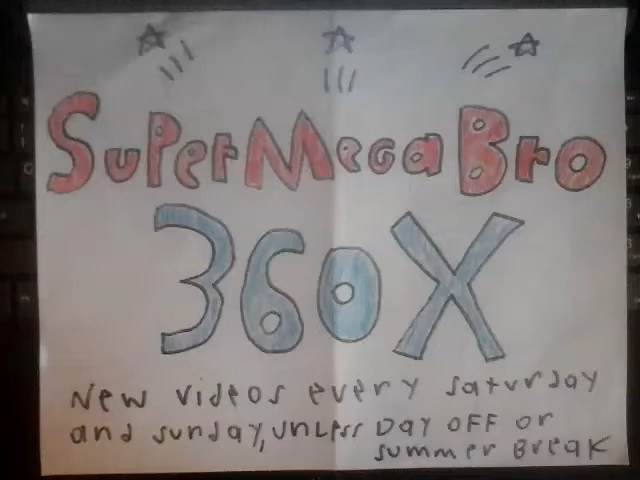 SuperMegaBro
360X
New videos every saturday
and sunday, unless Day OFF or
summer Break